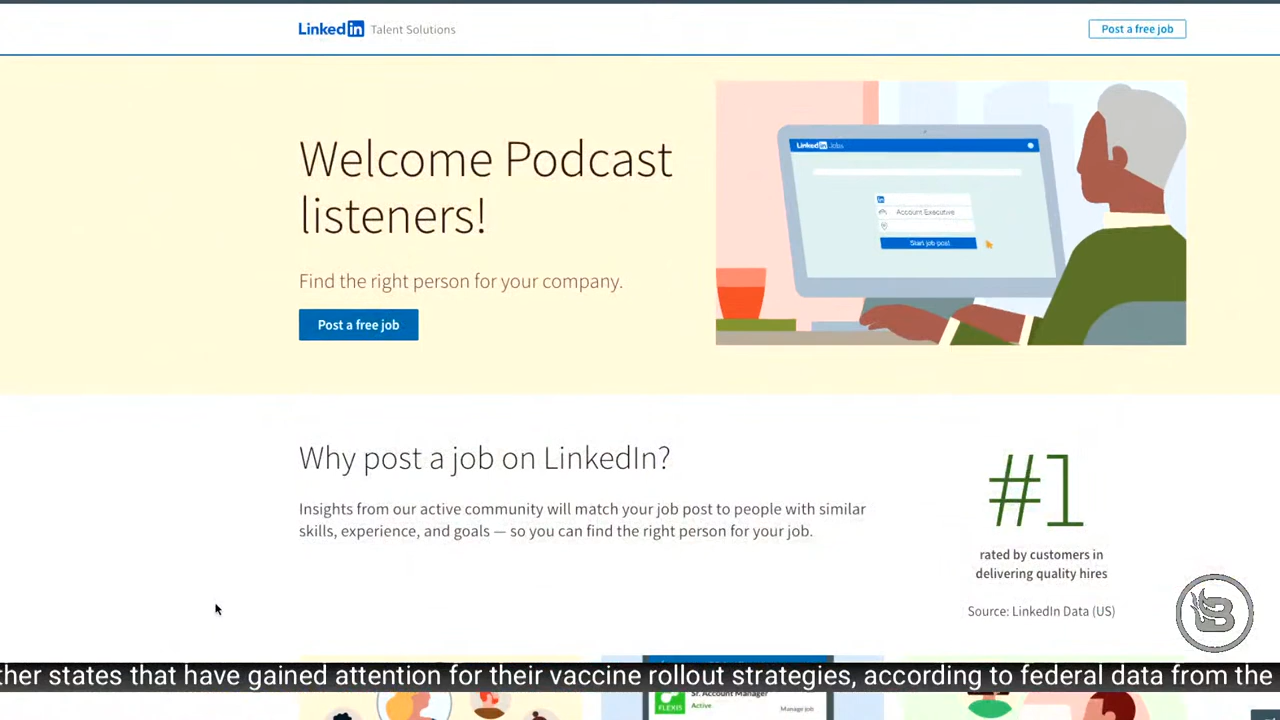 LinkedIn Talent Solutions
Post a free job
Welcome Podcast
listeners!
Find the right person for your company.
Post a free job
LinkedIn Jobs
in
Account Executive
Start job post
Why post a job on LinkedIn?
Insights from our active community will match your job post to people with similar
skills, experience, and goals — so you can find the right person for your job.
#1
rated by customers in
delivering quality hires
Source: LinkedIn Data (US)
B
ther states that have gained attention for their vaccine rollout strategies, according to federal data from the
Sr. Account Manager
FLEXIS
Active
Manage job